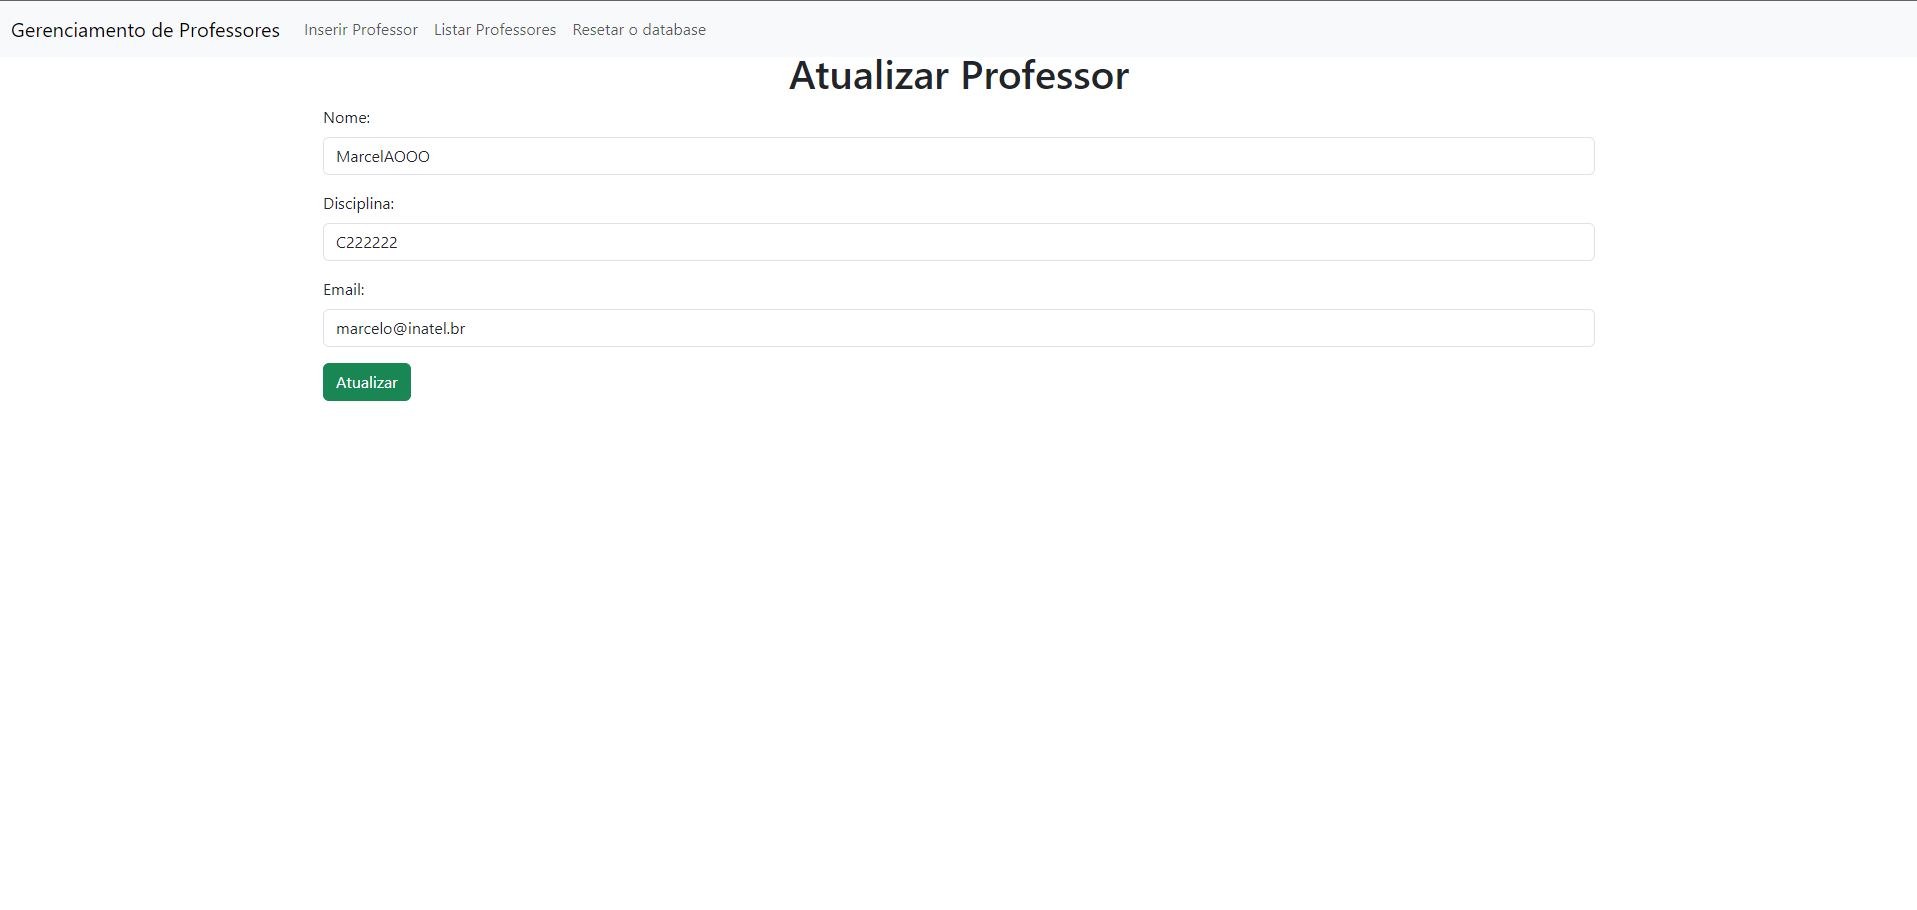 Gerenciamento de Professores Inserir Professor Listar Professores Resetar o database
Atualizar Professor
Nome:
MarcelAOOO
Disciplina:
C222222
Email:
marcelo@inatel.br
Atualizar